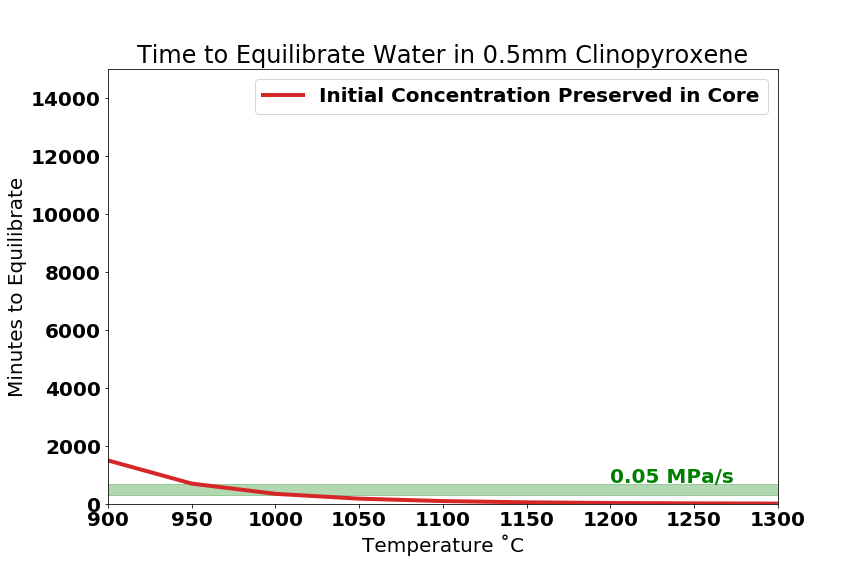 Time to Equilibrate Water in 0.5mm Clinopyroxene
Initial Concentration Preserved in Core
Minutes to Equilibrate
14000
12000
10000
8000
6000
4000
2000
0
0.05 MPa/s
900 950 1000 1050 1100 1150 1200 1250 1300
Temperature ˚C